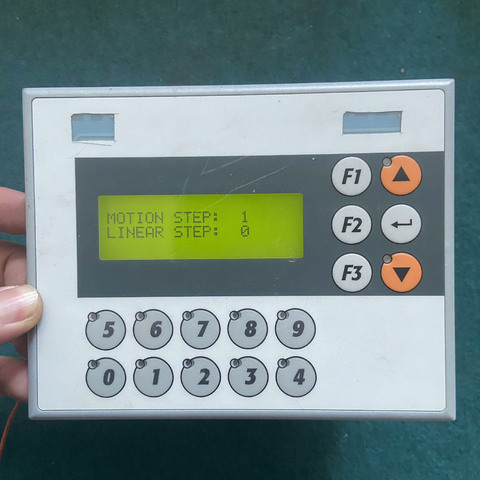 MOTION STEP: 1
LINEAR STEP: 0
F1
F2
F3
5 6 7 8 9
0 1 2 3 4